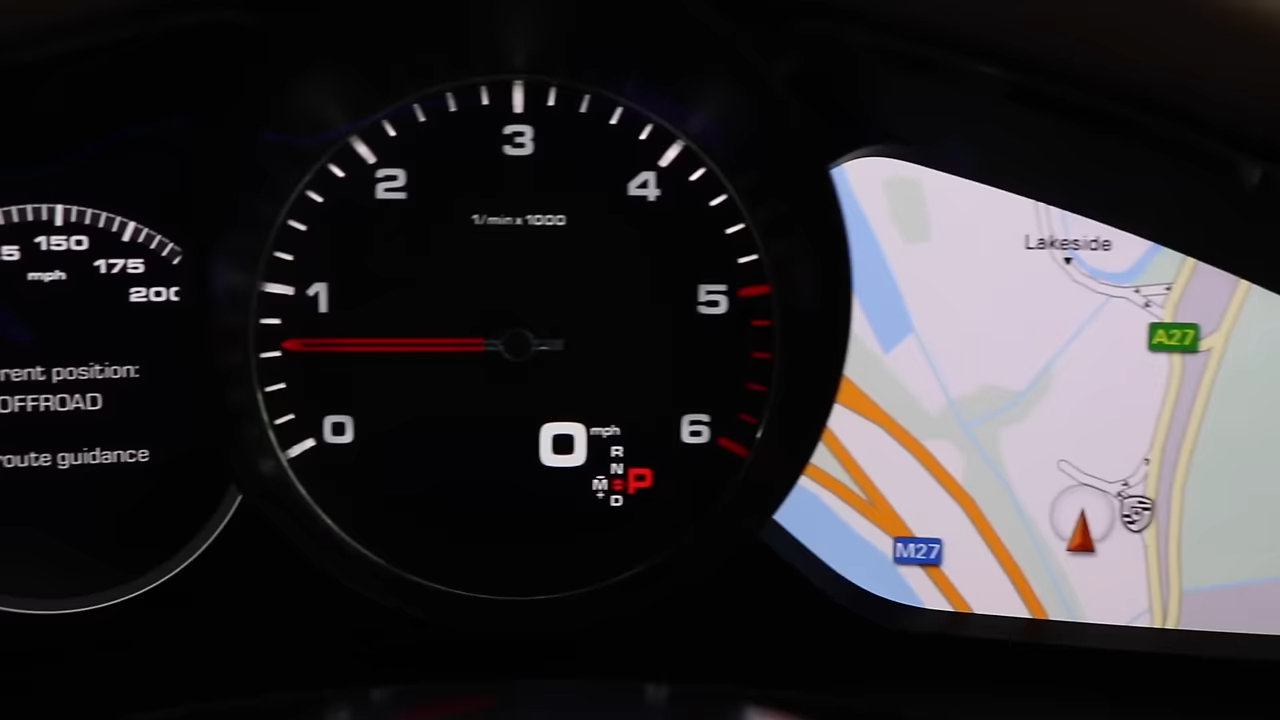 150
mph
175
200
rent position:
OFFROAD
route guidance
0
1
2
3
4
5
6
1/min x 1000
0 mph
R
N
M
+
D
P
Lakeside
A27
M27